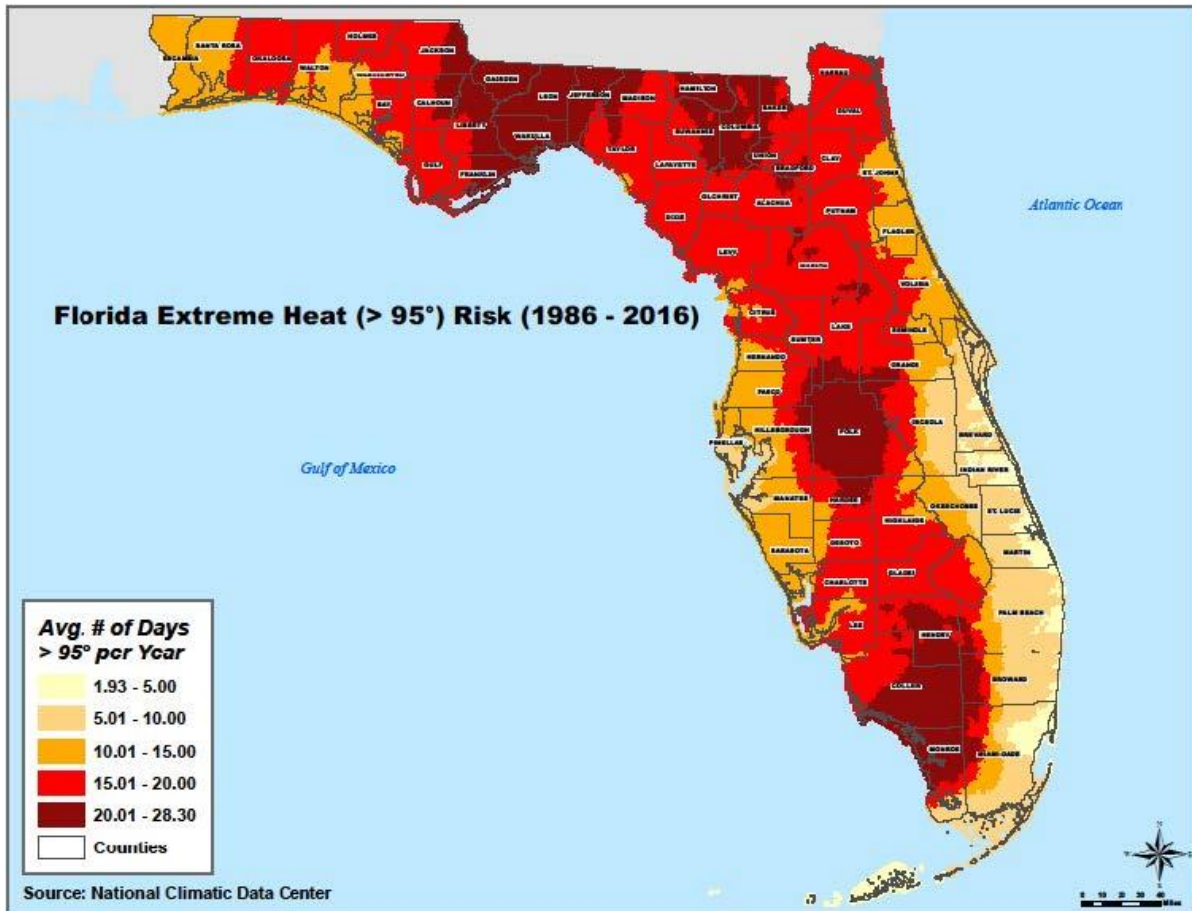 HOLMES
SANTA ROSA
JACKSON
ESCAMBIA
OKALOOSA
WALTON
WASHINGTON
GADSDEN
HAMILTON
NASSAU
LEON
JEFFERSON
MADISON
BAY
CALHOUN
BAKER
DUVAL
LIBERTY
WAKULLA
SUWANNEE
COLUMBIA
TAYLOR
UNION
CLAY
GULF
LAFAYETTE
BRADFORD
FRANKLIN
ST. JOHNS
GILCHRIST
ALACHUA
Atlantic Ocean
DIXIE
PUTNAM
FLAGLER
LEVY
MARION
VOLUSIA
Florida Extreme Heat (> 95°) Risk (1986 - 2016)
CITRUS
LAKE
SEMINOLE
SUMTER
HERNANDO
ORANGE
PASCO
OSCEOLA
HILLSBOROUGH
POLK
BREVARD
PINELLAS
Gulf of Mexico
INDIAN RIVER
MANATEE
HARDEE
OKEECHOBEE
ST. LUCIE
HIGHLANDS
SARASOTA
DESOTO
MARTIN
CHARLOTTE
GLADES
PALM BEACH
LEE
HENDRY
BROWARD
COLLIER
MONROE
MIAMI-DADE
Avg. # of Days
> 95° per Year
1.93 - 5.00
5.01 - 10.00
10.01 - 15.00
15.01 - 20.00
20.01 - 28.30
Counties
Source: National Climatic Data Center
N
W
E
S
0 10 20 30 40
Miles